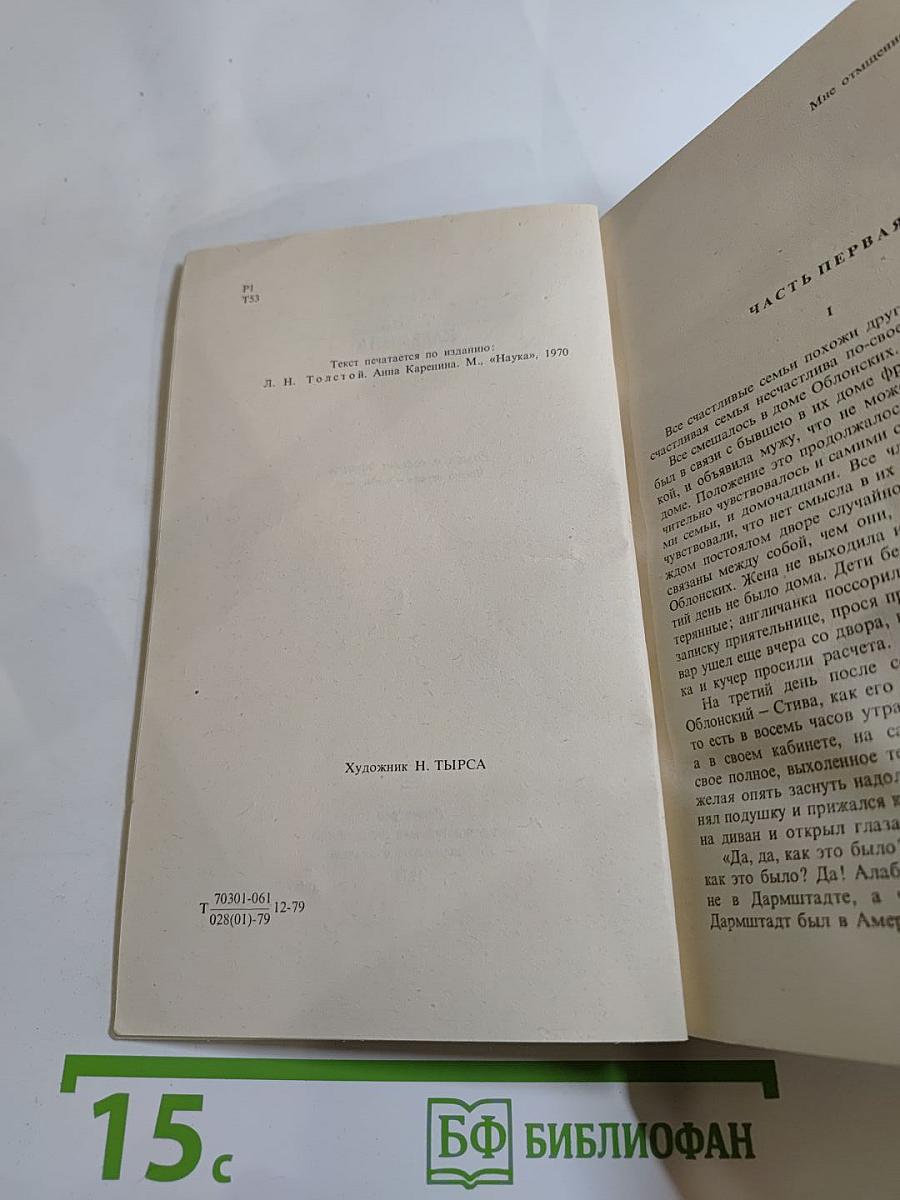 Р1
Т53
Текст печатается по изданию:
Л. Н. Толстой. Анна Каренина. М., «Наука», 1970
Художник Н. ТЫРСА
Т 70301-061 12-79
028(01)-79
Мне отмщение
ЧАСТЬ ПЕРВАЯ
I
Все счастливые семьи похожи друг
счастливая семья несчастлива по-свое
Все смешалось в доме Облонских.
был в связи с бывшею в их доме фр
кой, и объявила мужу, что не мож
доме. Положение это продолжалос
чительно чувствовалось и самими с
ми семьи, и домочадцами. Все чл
чувствовали, что нет смысла в их
ждом постоялом дворе случайно
связаны между собой, чем они,
Облонских. Жена не выходила и
тий день не было дома. Дети бе
терянные; англичанка поссорил
записку приятельнице, прося пр
вар ушел еще вчера со двора,
ка и кучер просили расчета.
На третий день после сс
Облонский – Стива, как его
то есть в восемь часов утра
а в своем кабинете, на са
свое полное, выхоленное те
желая опять заснуть надол
нял подушку и прижался к
на диван и открыл глаза
«Да, да, как это было?
как это было? Да! Алаб
не в Дармштадте, а
Дармштадт был в Амер
15 с
БФ БИБЛИОФАН